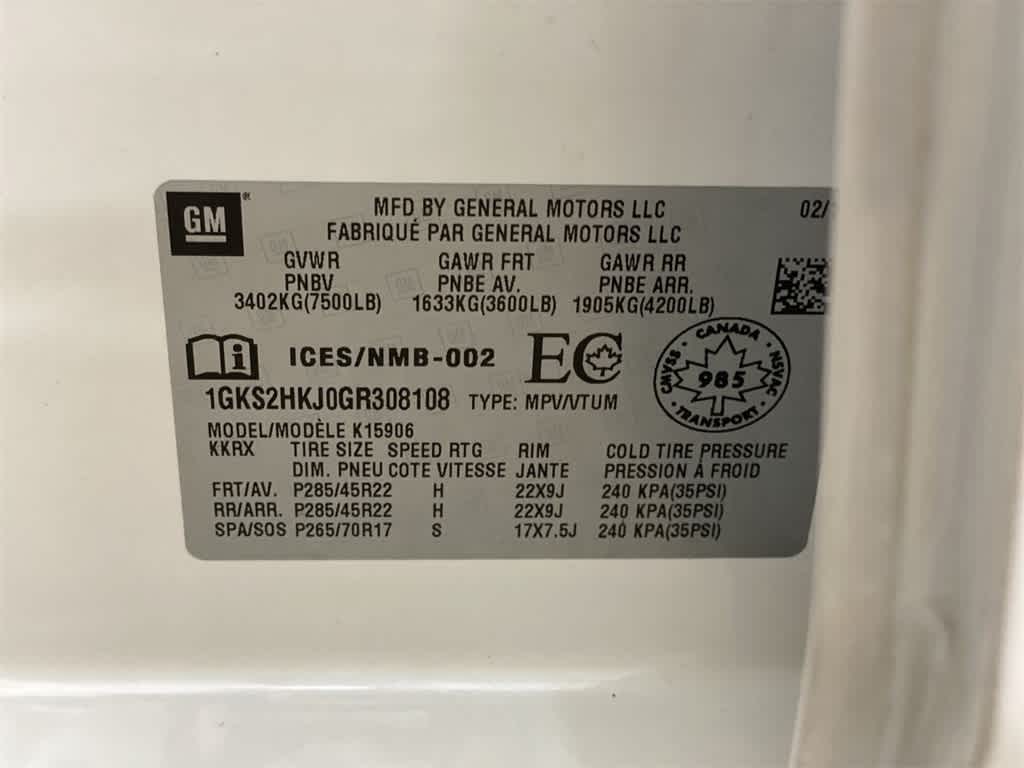 GM
MFD BY GENERAL MOTORS LLC 02/
FABRIQUÉ PAR GENERAL MOTORS LLC
GVWR GAWR FRT GAWR RR
PNBV PNBE AV. PNBE ARR.
3402KG(7500LB) 1633KG(3600LB) 1905KG(4200LB)
ICES/NMB-002 EC
CANADA
CMVSS 985 NSVAC
TRANSPORT
1GKS2HKJ0GR308108 TYPE: MPV/VTUM
MODEL/MODÈLE K15906
KKRX TIRE SIZE SPEED RTG RIM COLD TIRE PRESSURE
DIM. PNEU COTE VITESSE JANTE PRESSION À FROID
FRT/AV. P285/45R22 H 22X9J 240 KPA(35PSI)
RR/ARR. P285/45R22 H 22X9J 240 KPA(35PSI)
SPA/SOS P265/70R17 S 17X7.5J 240 KPA(35PSI)